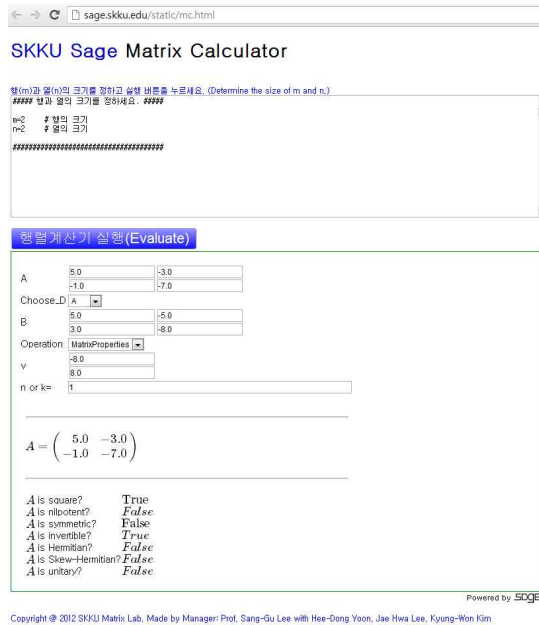 sage.skku.edu/static/mc.html
SKKU Sage Matrix Calculator
행(m)과 열(n)의 크기를 정하고 실행 버튼을 누르세요. (Determine the size of m and n.)
##### 행과 열의 크기를 정하세요. #####
m=2 # 행의 크기
n=2 # 열의 크기
######################################
행렬계산기 실행(Evaluate)
A 5.0 -3.0
-1.0 -7.0
Choose_D A
B 5.0 -5.0
3.0 -8.0
Operation MatrixProperties
v -8.0
8.0
n or k= 1
A = ( 5.0 -3.0
-1.0 -7.0 )
A is square? True
A is nilpotent? False
A is symmetric? False
A is invertible? True
A is Hermitian? False
A is Skew-Hermitian? False
A is unitary? False
Powered by
Copyright @ 2012 SKKU Matrix Lab, Made by Manager: Prof. Sang-Gu Lee with Hee-Dong Yoon, Jae Hwa Lee, Kyung-Won Kim